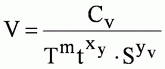 V = C_v / (T^m t^{x_y} · S^{y_v})